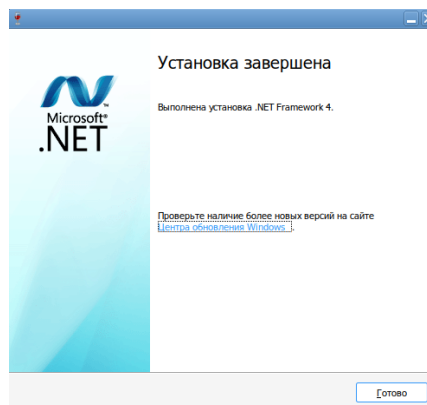 Установка завершена
Microsoft®
.NET
Выполнена установка .NET Framework 4.
Проверьте наличие более новых версий на сайте
Центра обновления Windows .
Готово